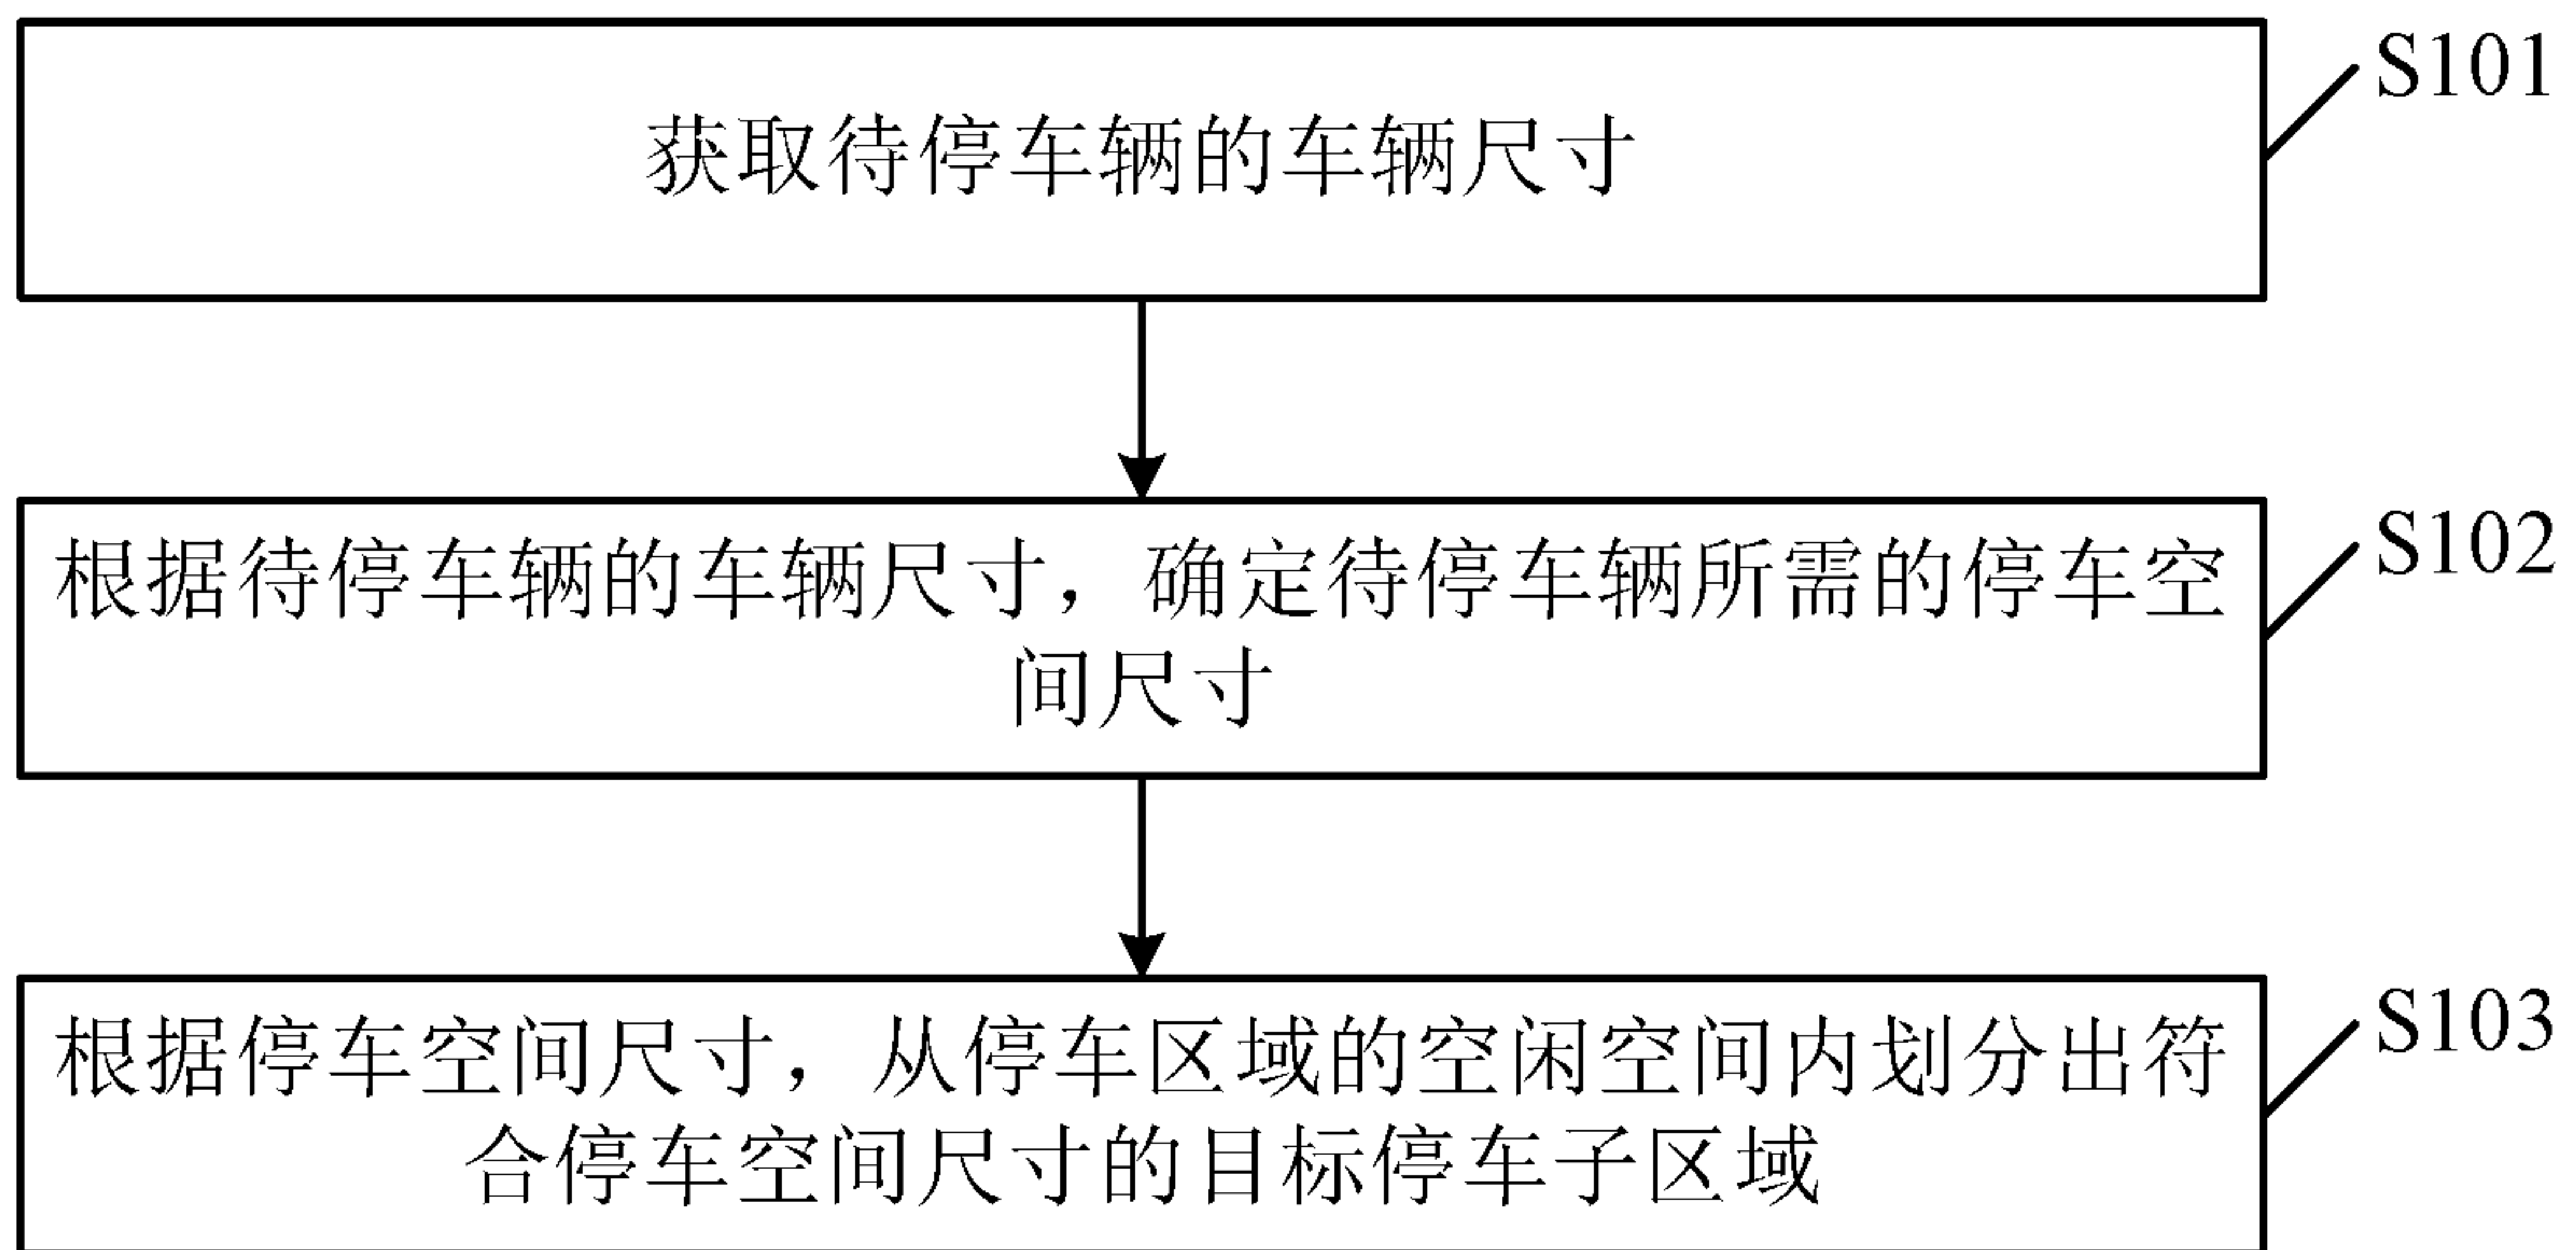 S101
获取待停车辆的车辆尺寸
S102
根据待停车辆的车辆尺寸，确定待停车辆所需的停车空
间尺寸
S103
根据停车空间尺寸，从停车区域的空闲空间内划分出符
合停车空间尺寸的目标停车子区域